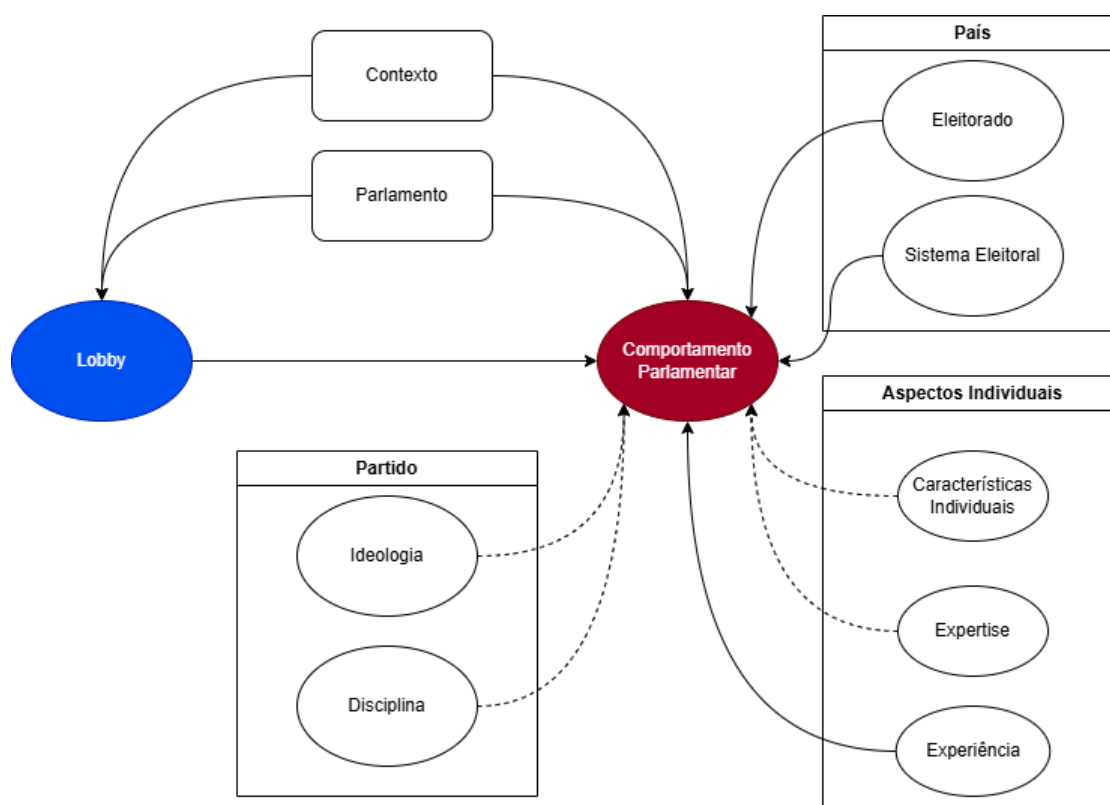 País
Contexto
Eleitorado
Parlamento
Sistema Eleitoral
Lobby
Comportamento
Parlamentar
Aspectos Individuais
Partido
Características
Individuais
Ideologia
Expertise
Disciplina
Experiência